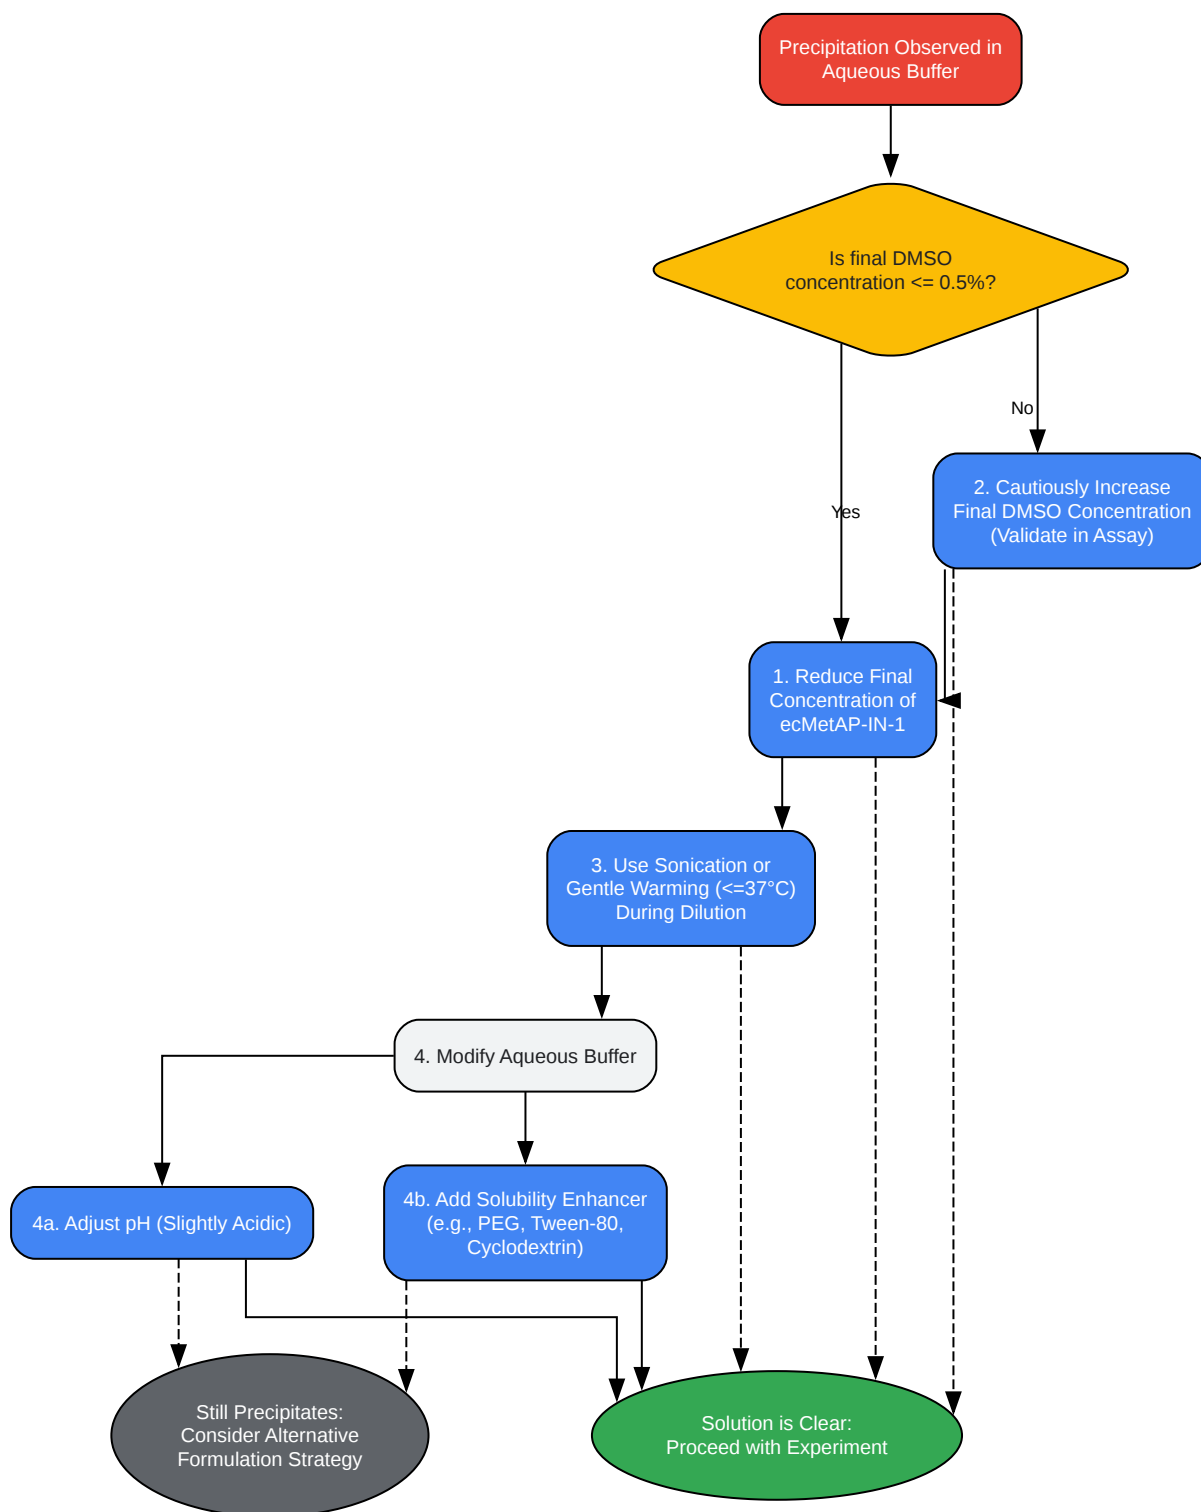 Precipitation Observed in
Aqueous Buffer
Is final DMSO
concentration <= 0.5%?
No
2. Cautiously Increase
Final DMSO Concentration
(Validate in Assay)
Yes
1. Reduce Final
Concentration of
ecMetAP-IN-1
3. Use Sonication or
Gentle Warming (<=37°C)
During Dilution
4. Modify Aqueous Buffer
4a. Adjust pH (Slightly Acidic)
4b. Add Solubility Enhancer
(e.g., PEG, Tween-80,
Cyclodextrin)
Still Precipitates:
Consider Alternative
Formulation Strategy
Solution is Clear:
Proceed with Experiment